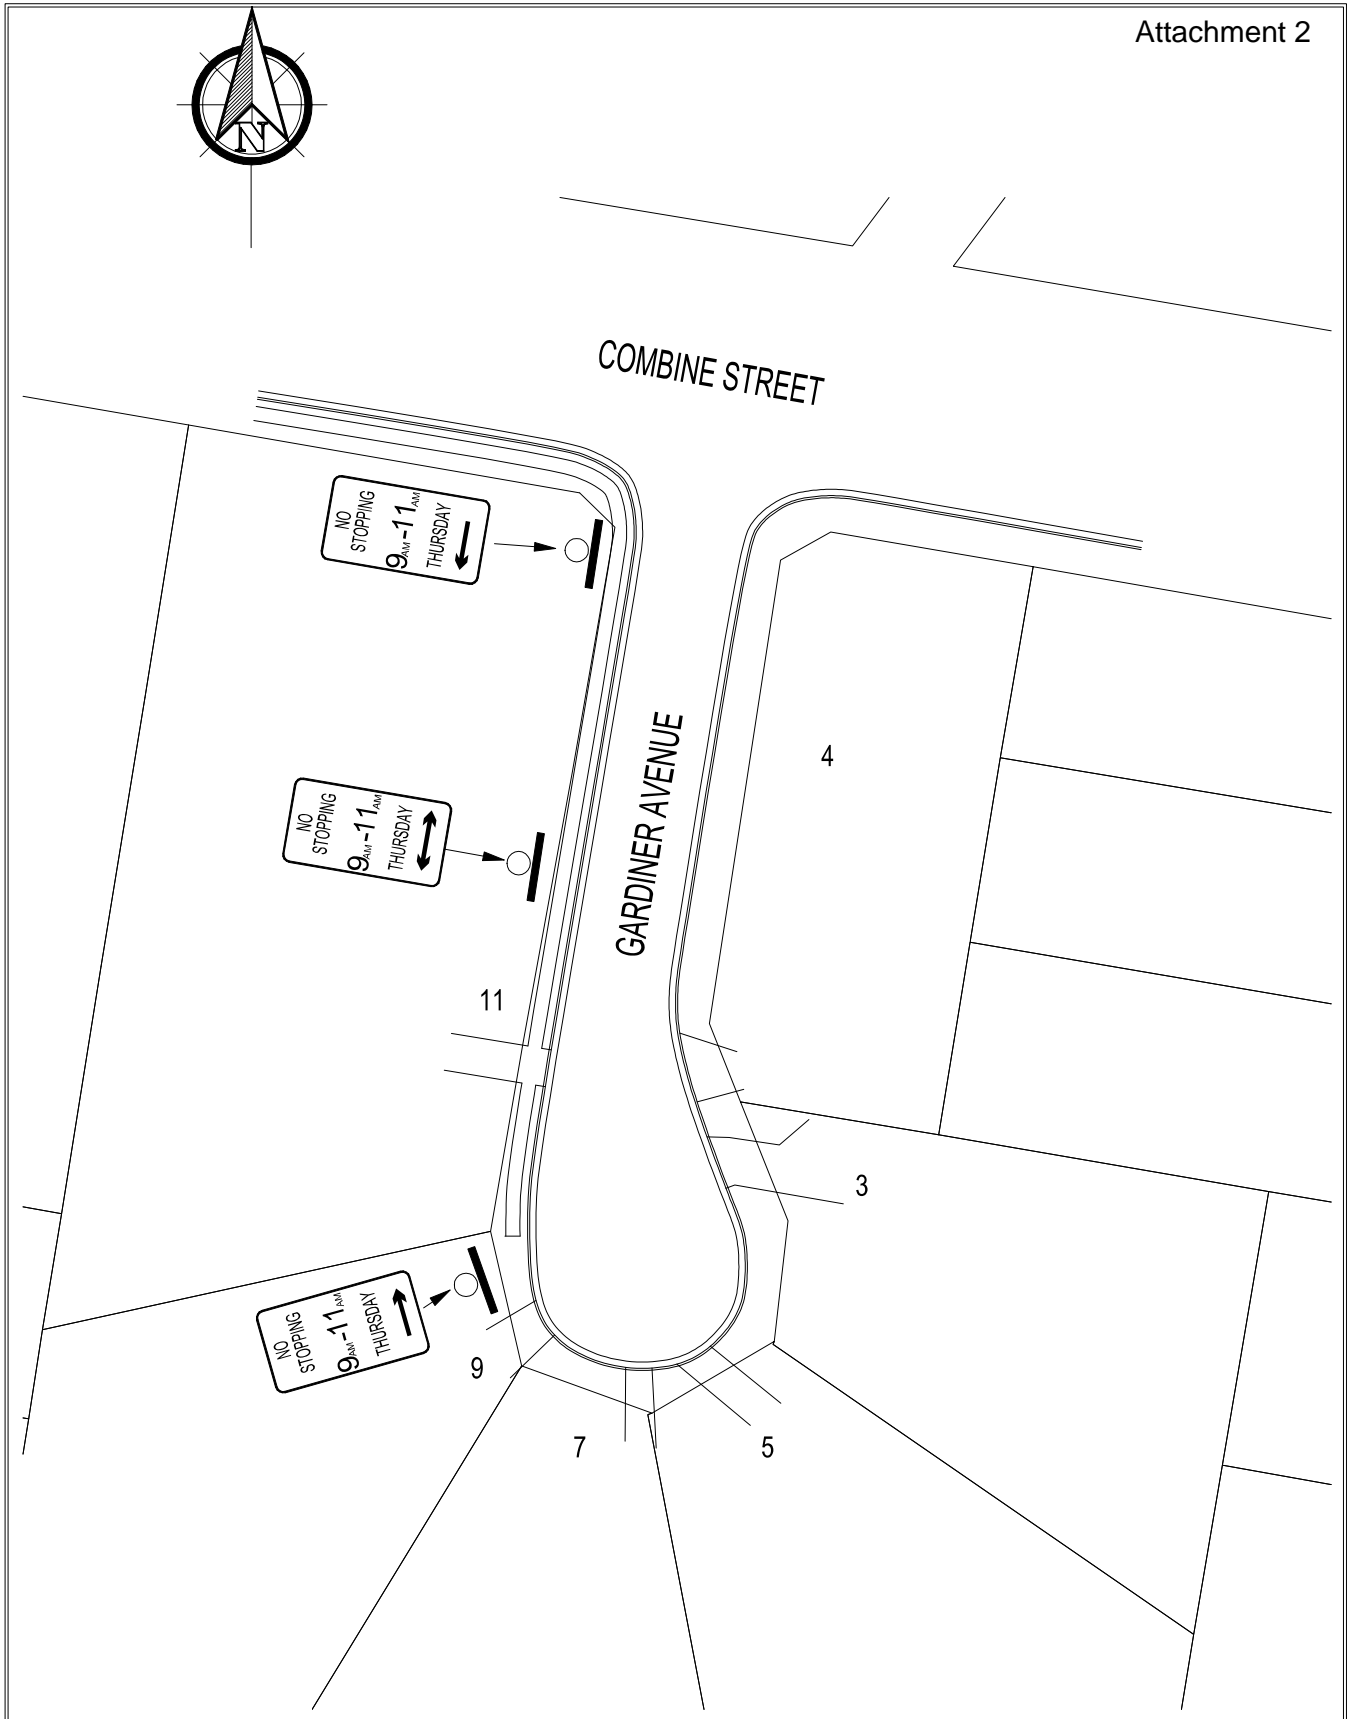 Attachment 2
N
COMBINE STREET
NO
STOPPING
9AM-11AM
THURSDAY
GARDINER AVENUE
4
NO
STOPPING
9AM-11AM
THURSDAY
11
3
NO
STOPPING
9AM-11AM
THURSDAY
9
7
5